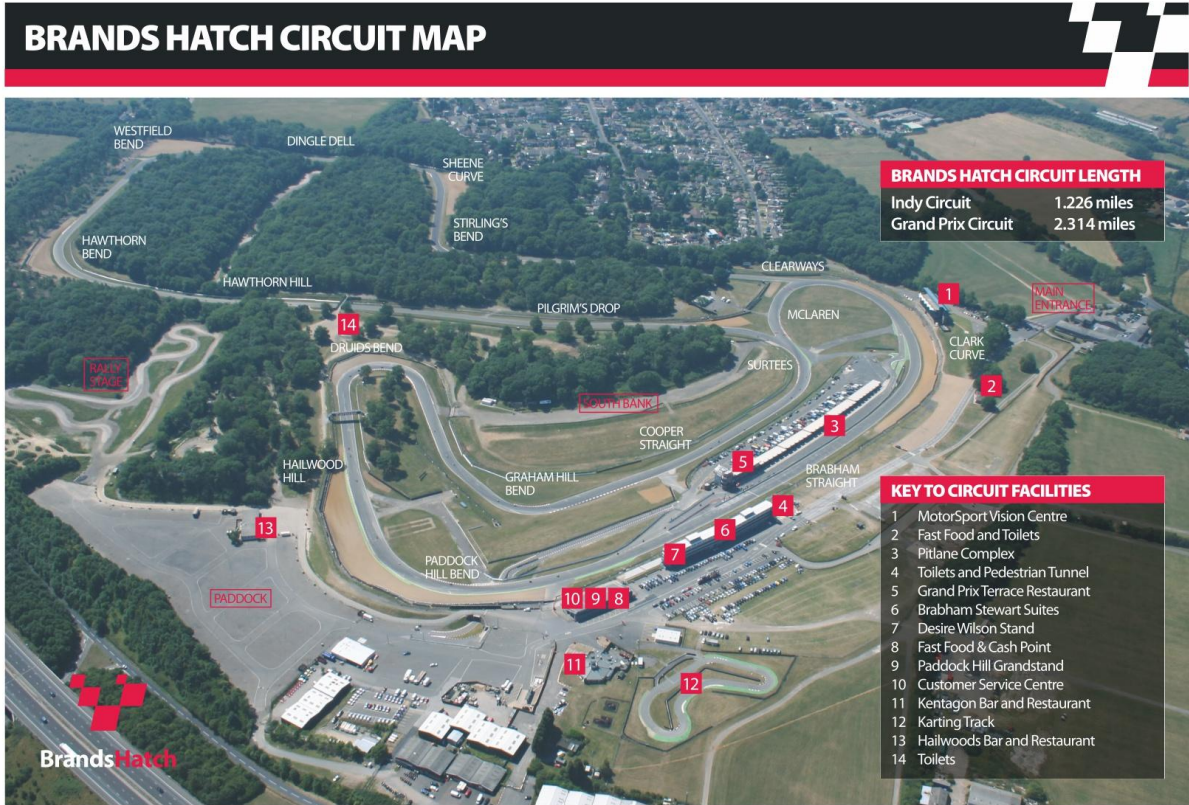 BRANDS HATCH CIRCUIT MAP
WESTFIELD
BEND
DINGLE DELL
SHEENE
CURVE
STIRLING'S
BEND
HAWTHORN
BEND
HAWTHORN HILL
PILGRIM'S DROP
CLEARWAYS
MCLAREN
1
MAIN
ENTRANCE
BRANDS HATCH CIRCUIT LENGTH
Indy Circuit 1.226 miles
Grand Prix Circuit 2.314 miles
14
DRUIDS BEND
CLARK
CURVE
SURTEES
RALLY
STAGE
2
SOUTH BANK
3
COOPER
STRAIGHT
5
HAILWOOD
HILL
GRAHAM HILL
BEND
BRABHAM
STRAIGHT
4
13
6
7
PADDOCK
HILL BEND
PADDOCK
10 9 8
11
12
BrandsHatch
KEY TO CIRCUIT FACILITIES
1 MotorSport Vision Centre
2 Fast Food and Toilets
3 Pitlane Complex
4 Toilets and Pedestrian Tunnel
5 Grand Prix Terrace Restaurant
6 Brabham Stewart Suites
7 Desire Wilson Stand
8 Fast Food & Cash Point
9 Paddock Hill Grandstand
10 Customer Service Centre
11 Kentagon Bar and Restaurant
12 Karting Track
13 Hailwoods Bar and Restaurant
14 Toilets